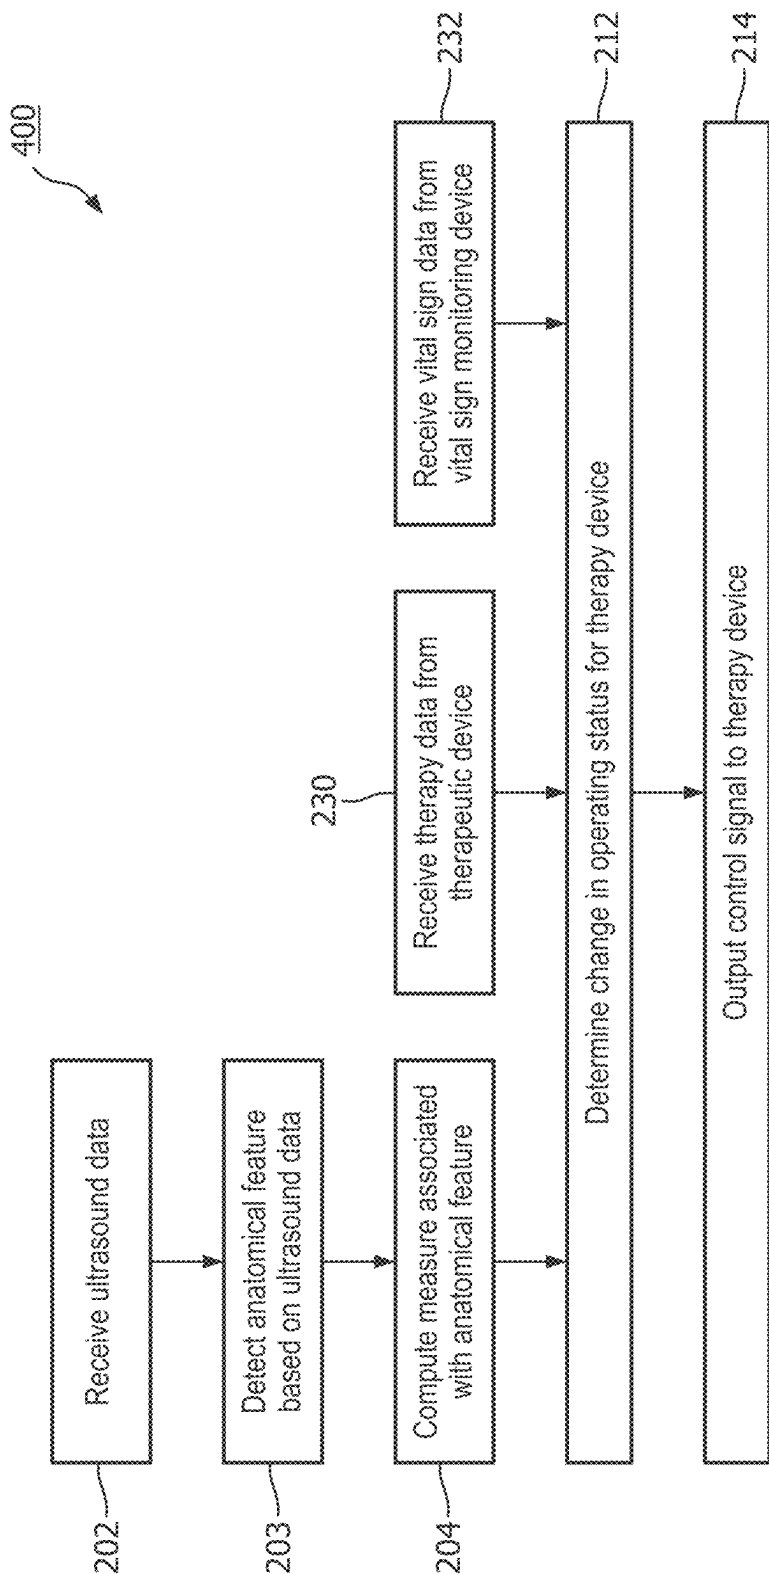 400
202
Receive ultrasound data
203
Detect anatomical feature
based on ultrasound data
204
Compute measure associated
with anatomical feature
230
Receive therapy data from
therapeutic device
232
Receive vital sign data from
vital sign monitoring device
212
Determine change in operating status for therapy device
214
Output control signal to therapy device